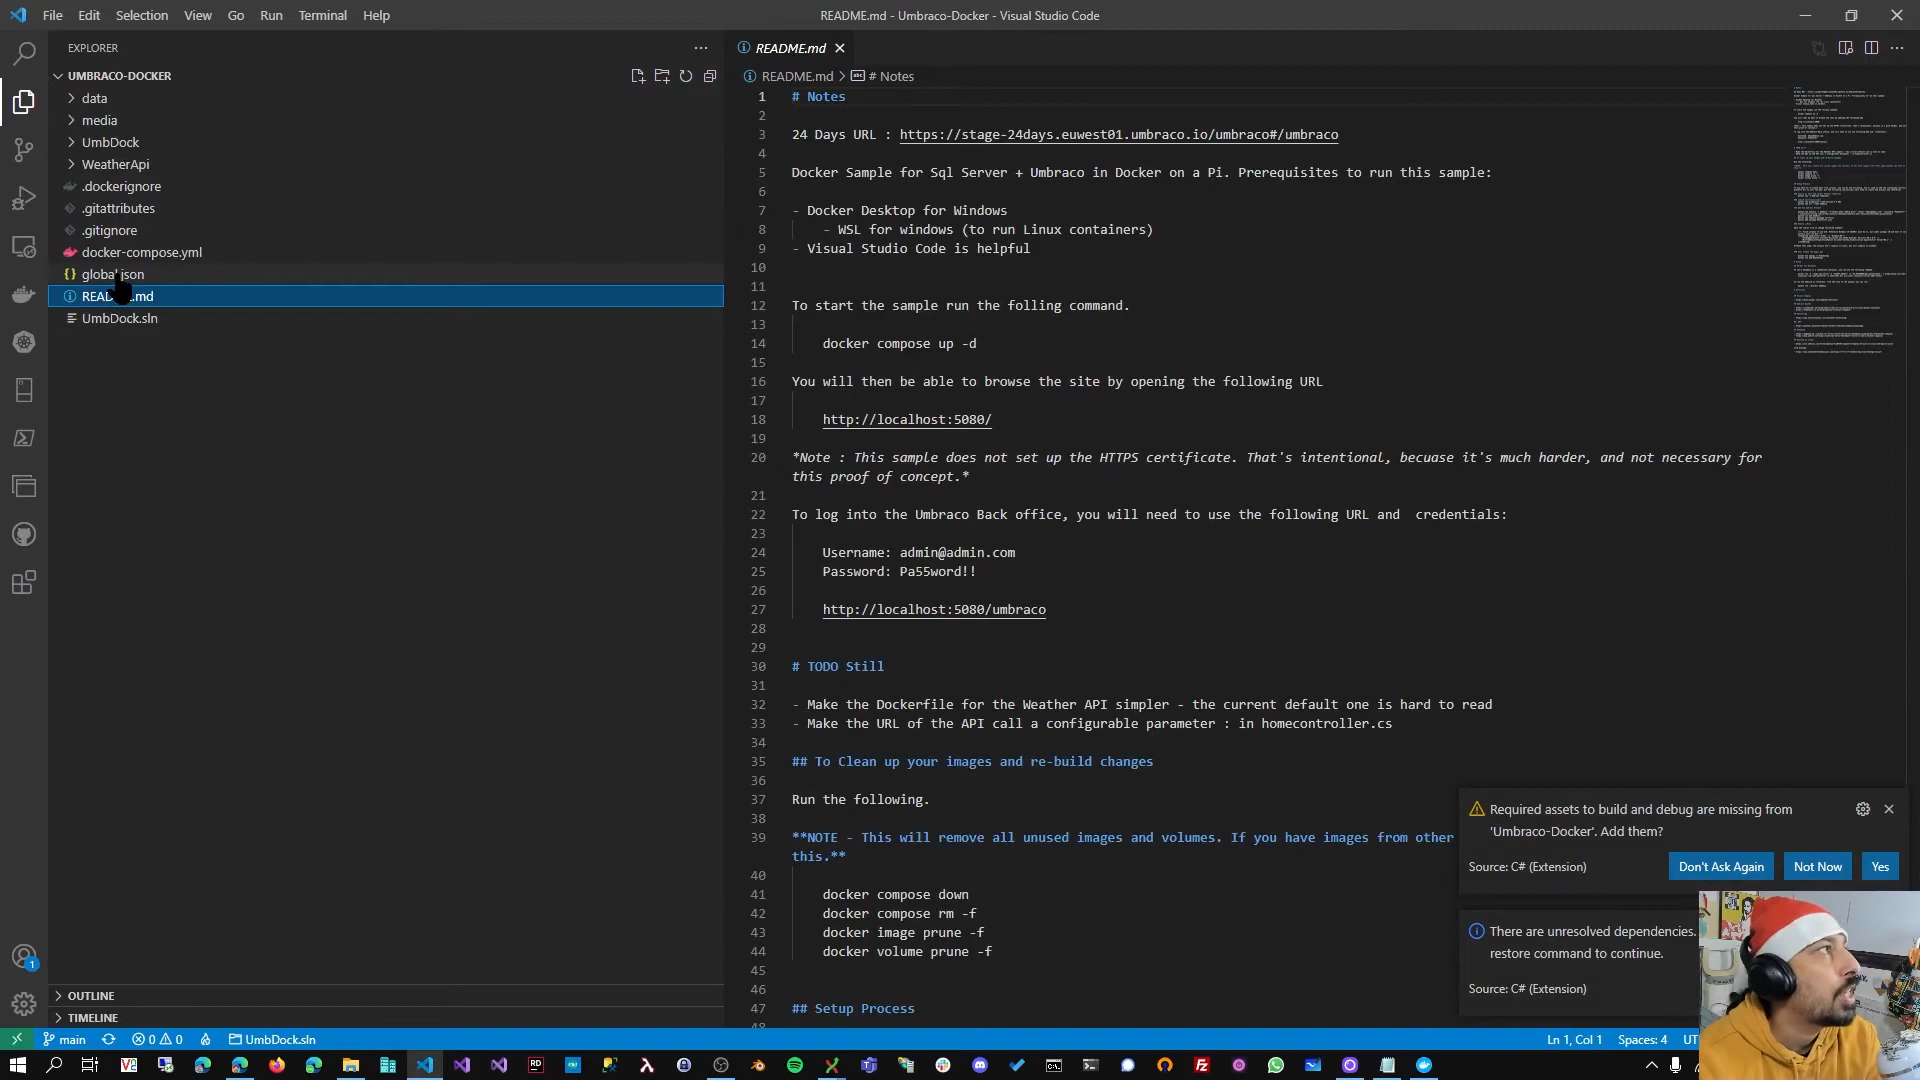 File Edit Selection View Go Run Terminal Help
README.md - Umbraco-Docker - Visual Studio Code
EXPLORER
UMBRACO-DOCKER
data
media
UmbDock
WeatherApi
.dockerignore
.gitattributes
.gitignore
docker-compose.yml
global.json
README.md
UmbDock.sln
OUTLINE
TIMELINE
README.md
README.md > # Notes
1 # Notes
2
3 24 Days URL : https://stage-24days.euwest01.umbraco.io/umbraco#/umbraco
4
5 Docker Sample for Sql Server + Umbraco in Docker on a Pi. Prerequisites to run this sample:
6
7 - Docker Desktop for Windows
8 - WSL for windows (to run Linux containers)
9 - Visual Studio Code is helpful
10
11
12 To start the sample run the folling command.
13
14 docker compose up -d
15
16 You will then be able to browse the site by opening the following URL
17
18 http://localhost:5080/
19
20 *Note : This sample does not set up the HTTPS certificate. That's intentional, becuase it's much harder, and not necessary for
this proof of concept.*
21
22 To log into the Umbraco Back office, you will need to use the following URL and  credentials:
23
24 Username: admin@admin.com
25 Password: Pa55word!!
26
27 http://localhost:5080/umbraco
28
29
30 # TODO Still
31
32 - Make the Dockerfile for the Weather API simpler - the current default one is hard to read
33 - Make the URL of the API call a configurable parameter : in homecontroller.cs
34
35 ## To Clean up your images and re-build changes
36
37 Run the following.
38
39 **NOTE - This will remove all unused images and volumes. If you have images from other
this.**
40
41 docker compose down
42 docker compose rm -f
43 docker image prune -f
44 docker volume prune -f
45
46
47 ## Setup Process
48
Required assets to build and debug are missing from
'Umbraco-Docker'. Add them?
Source: C# (Extension)
Don't Ask Again Not Now Yes
There are unresolved dependencies.
restore command to continue.
Source: C# (Extension)
1
main 0 0 UmbDock.sln
Ln 1, Col 1 Spaces: 4 UT